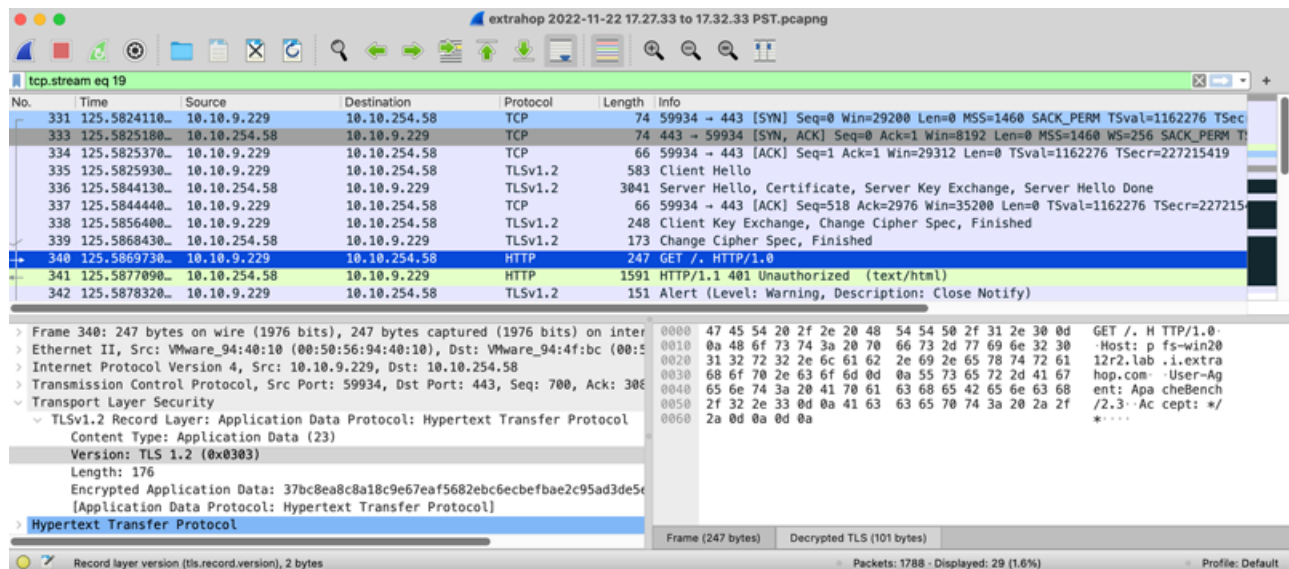 extrahop 2022-11-22 17.27.33 to 17.32.33 PST.pcapng
tcp.stream eq 19
No. Time Source Destination Protocol Length Info
331 125.5824110… 10.10.9.229 10.10.254.58 TCP 74 59934 → 443 [SYN] Seq=0 Win=29200 Len=0 MSS=1460 SACK_PERM TSval=1162276 TSec
333 125.5825180… 10.10.254.58 10.10.9.229 TCP 74 443 → 59934 [SYN, ACK] Seq=0 Ack=1 Win=8192 Len=0 MSS=1460 WS=256 SACK_PERM T
334 125.5825370… 10.10.9.229 10.10.254.58 TCP 66 59934 → 443 [ACK] Seq=1 Ack=1 Win=29312 Len=0 TSval=1162276 TSecr=227215419
335 125.5825930… 10.10.9.229 10.10.254.58 TLSv1.2 583 Client Hello
336 125.5844130… 10.10.254.58 10.10.9.229 TLSv1.2 3041 Server Hello, Certificate, Server Key Exchange, Server Hello Done
337 125.5844440… 10.10.9.229 10.10.254.58 TCP 66 59934 → 443 [ACK] Seq=518 Ack=2976 Win=35200 Len=0 TSval=1162276 TSecr=2272154
338 125.5856400… 10.10.9.229 10.10.254.58 TLSv1.2 248 Client Key Exchange, Change Cipher Spec, Finished
339 125.5868430… 10.10.254.58 10.10.9.229 TLSv1.2 173 Change Cipher Spec, Finished
340 125.5869730… 10.10.9.229 10.10.254.58 HTTP 247 GET /. HTTP/1.0
341 125.5877090… 10.10.254.58 10.10.9.229 HTTP 1591 HTTP/1.1 401 Unauthorized (text/html)
342 125.5878320… 10.10.9.229 10.10.254.58 TLSv1.2 151 Alert (Level: Warning, Description: Close Notify)
Frame 340: 247 bytes on wire (1976 bits), 247 bytes captured (1976 bits) on inter
Ethernet II, Src: VMware_94:40:10 (00:50:56:94:40:10), Dst: VMware_94:4f:bc (00:5
Internet Protocol Version 4, Src: 10.10.9.229, Dst: 10.10.254.58
Transmission Control Protocol, Src Port: 59934, Dst Port: 443, Seq: 700, Ack: 308
Transport Layer Security
TLSv1.2 Record Layer: Application Data Protocol: Hypertext Transfer Protocol
Content Type: Application Data (23)
Version: TLS 1.2 (0x0303)
Length: 176
Encrypted Application Data: 37bc8ea8c8a18c9e67eaf5682ebc6ecbefbae2c95ad3de5e
[Application Data Protocol: Hypertext Transfer Protocol]
Hypertext Transfer Protocol
0000 47 45 54 20 2f 2e 20 48 54 54 50 2f 31 2e 30 0d GET /. H TTP/1.0·
0010 0a 48 6f 73 74 3a 20 70 66 73 2d 77 69 6e 32 30 ·Host: p fs-win20
0020 31 32 72 32 2e 6c 61 62 2e 69 2e 65 78 74 72 61 12r2.lab .i.extra
0030 68 6f 70 2e 63 6f 6d 0d 0a 55 73 65 72 2d 41 67 hop.com· ·User-Ag
0040 65 6e 74 3a 20 41 70 61 63 68 65 42 65 6e 63 68 ent: Apa cheBench
0050 2f 32 2e 33 0d 0a 41 63 63 65 70 74 3a 20 2a 2f /2.3··Ac cept: */
0060 2a 0d 0a 0d 0a *····
Frame (247 bytes) Decrypted TLS (101 bytes)
Record layer version (tls.record.version), 2 bytes Packets: 1788 · Displayed: 29 (1.6%) Profile: Default